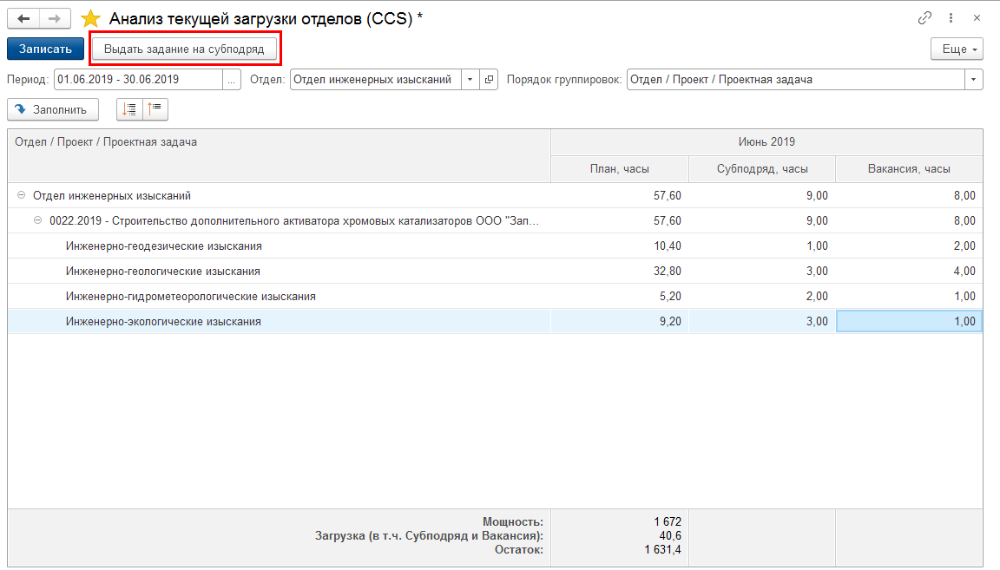 Анализ текущей загрузки отделов (CCS) *
Записать Выдать задание на субподряд Еще
Период: 01.06.2019 - 30.06.2019 ... Отдел: Отдел инженерных изысканий Порядок группировок: Отдел / Проект / Проектная задача
Заполнить
Отдел / Проект / Проектная задача Июнь 2019
План, часы Субподряд, часы Вакансия, часы
Отдел инженерных изысканий 57,60 9,00 8,00
0022.2019 - Строительство дополнительного активатора хромовых катализаторов ООО "Зап... 57,60 9,00 8,00
Инженерно-геодезические изыскания 10,40 1,00 2,00
Инженерно-геологические изыскания 32,80 3,00 4,00
Инженерно-гидрометеорологические изыскания 5,20 2,00 1,00
Инженерно-экологические изыскания 9,20 3,00 1,00
Мощность: 1 672
Загрузка (в т.ч. Субподряд и Вакансия): 40,6
Остаток: 1 631,4